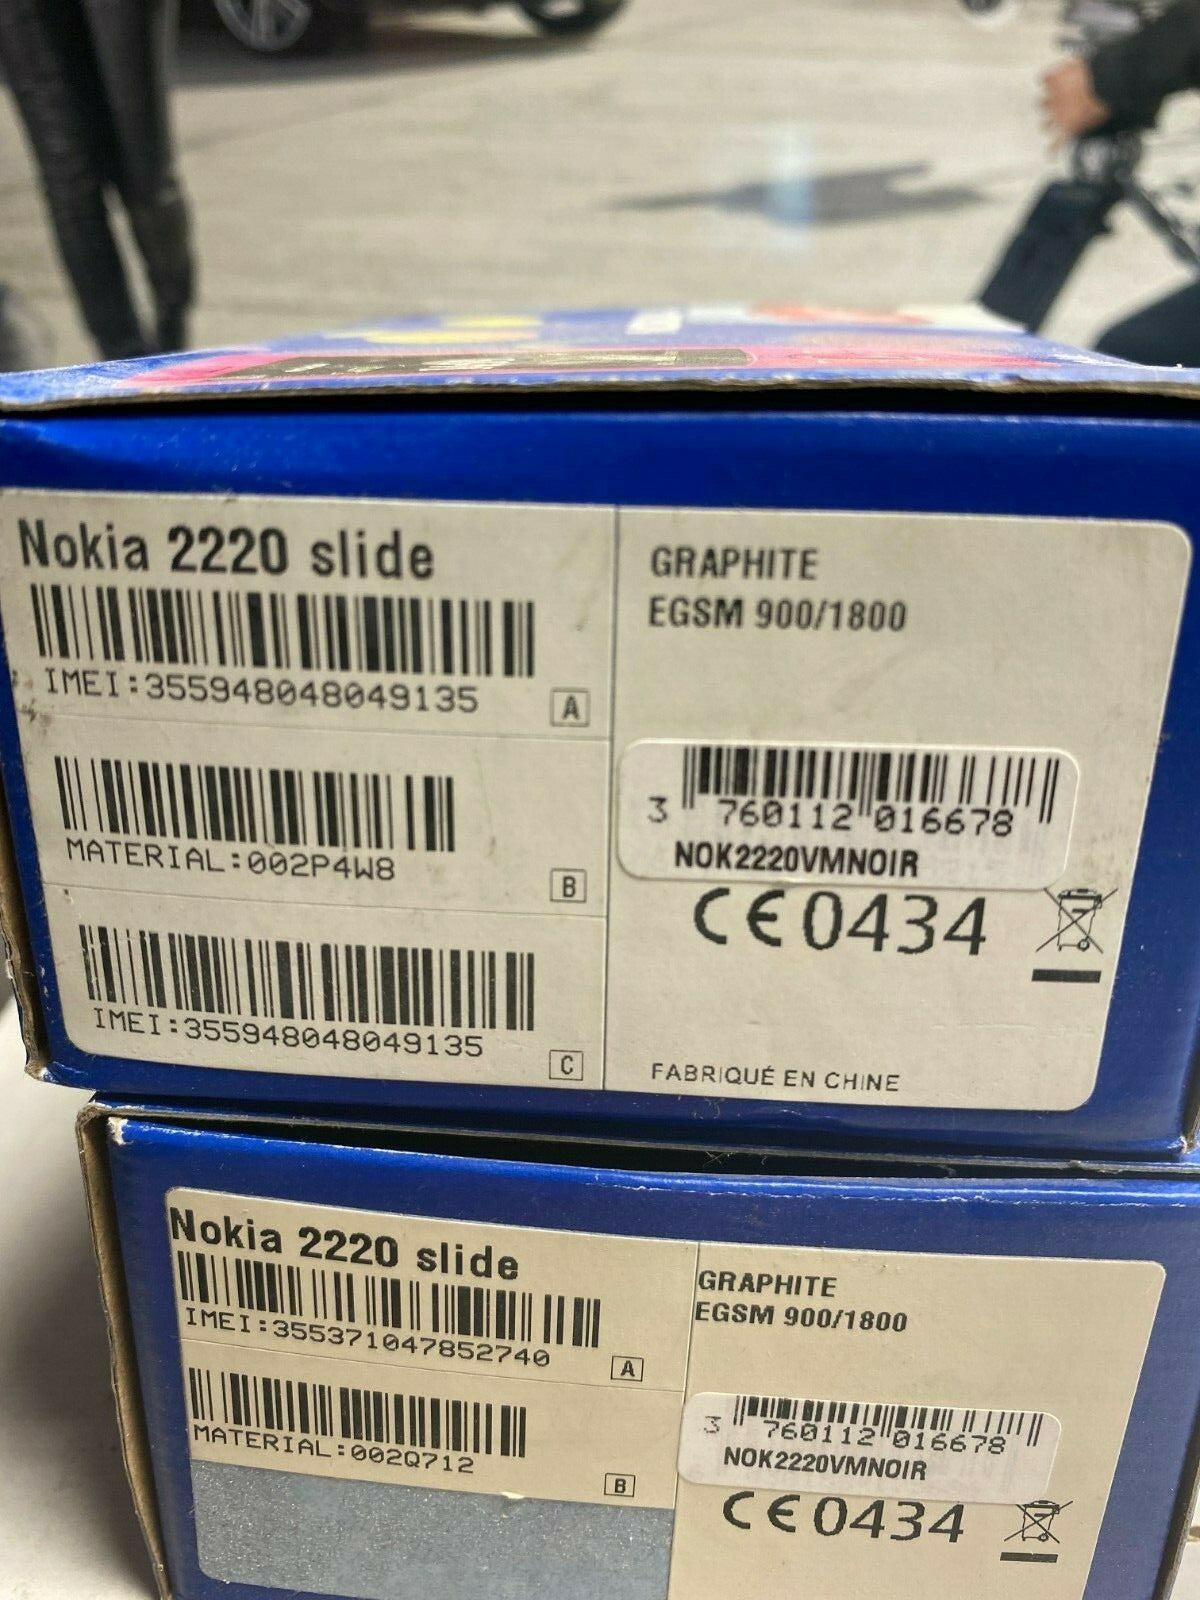 Nokia 2220 slide
IMEI:355948048049135
A
MATERIAL:002P4W8
B
IMEI:355948048049135
C
GRAPHITE
EGSM 900/1800
3 760112 016678
NOK2220VMNOIR
CE0434
FABRIQUÉ EN CHINE
Nokia 2220 slide
IMEI:355371047852740
A
MATERIAL:002Q712
B
GRAPHITE
EGSM 900/1800
3 760112 016678
NOK2220VMNOIR
CE0434